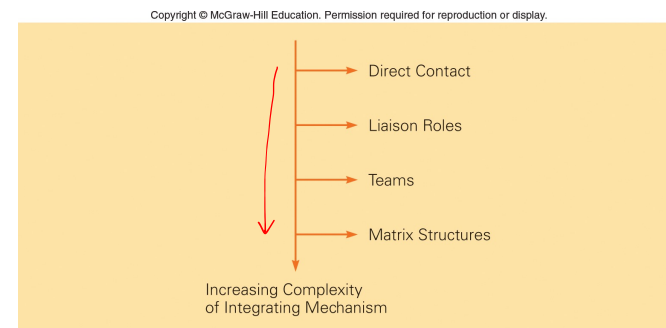 Copyright © McGraw-Hill Education. Permission required for reproduction or display.
Direct Contact
Liaison Roles
Teams
Matrix Structures
Increasing Complexity
of Integrating Mechanism